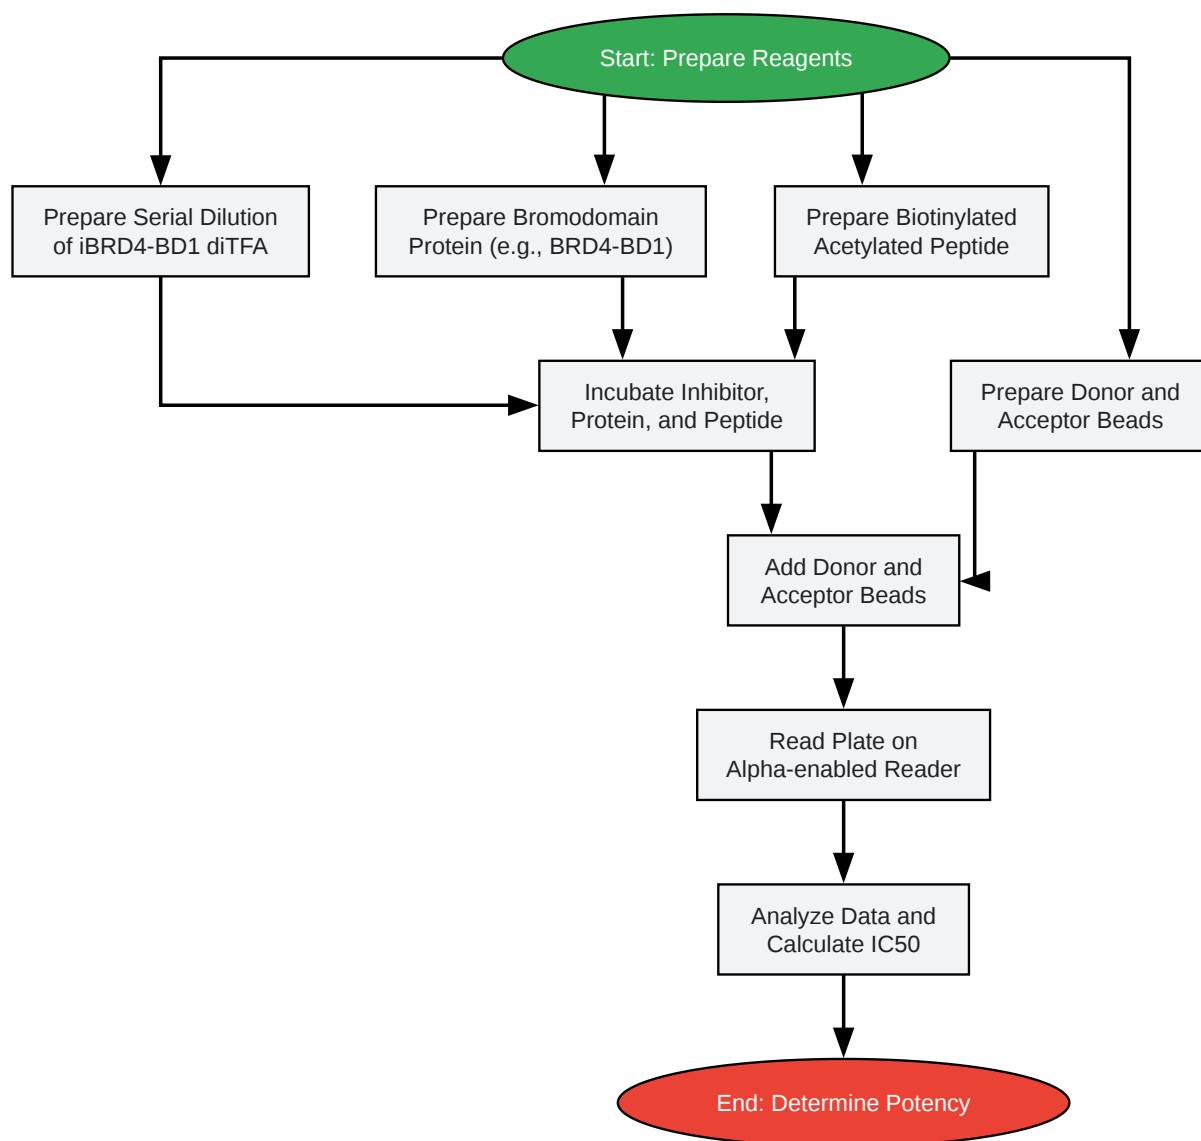 Start: Prepare Reagents
Prepare Serial Dilution
of iBRD4-BD1 diTFA
Prepare Bromodomain
Protein (e.g., BRD4-BD1)
Prepare Biotinylated
Acetylated Peptide
Incubate Inhibitor,
Protein, and Peptide
Prepare Donor and
Acceptor Beads
Add Donor and
Acceptor Beads
Read Plate on
Alpha-enabled Reader
Analyze Data and
Calculate IC50
End: Determine Potency